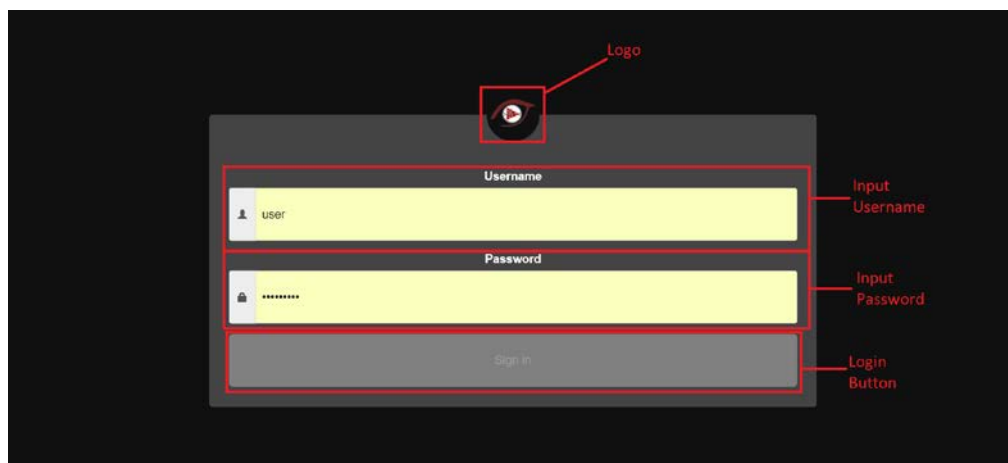 Logo
Username
user
Input
Username
Password
•••••••••
Input
Password
Sign in
Login
Button